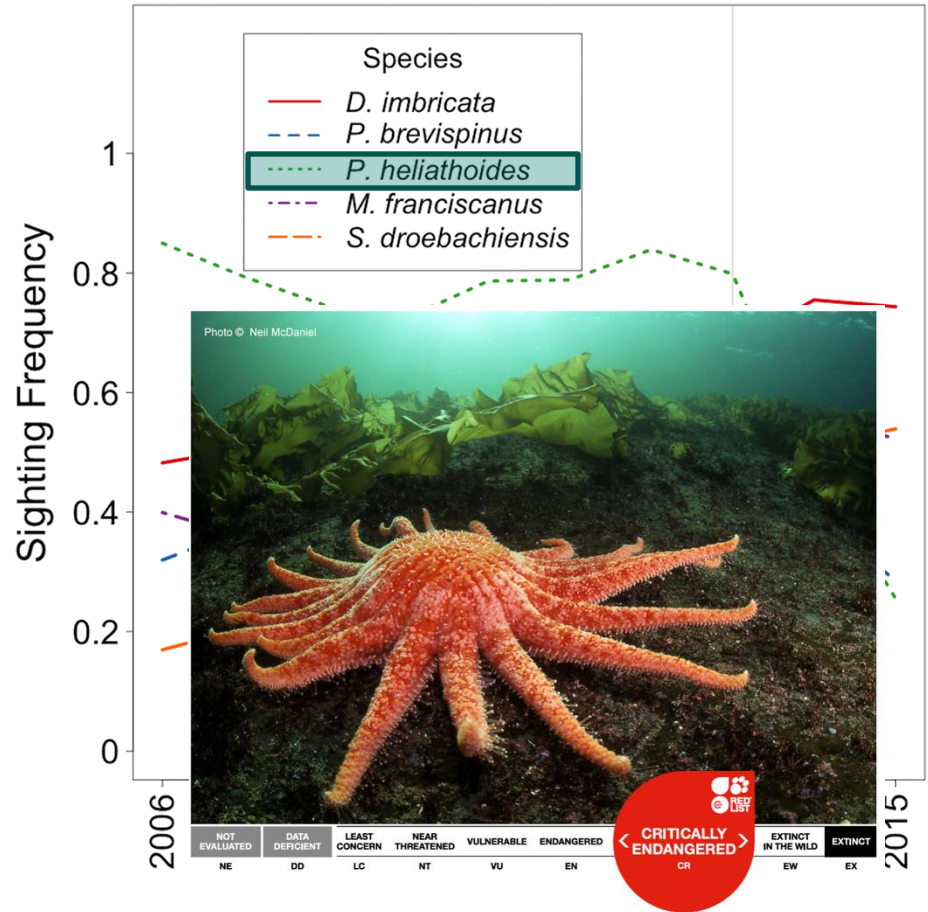 Species
D. imbricata
P. brevispinus
P. heliathoides
M. franciscanus
S. droebachiensis
Sighting Frequency
1
0.8
0.6
0.4
0.2
0
2006
2015
Photo © Neil McDaniel
NOT EVALUATED
NE
DATA DEFICIENT
DD
LEAST CONCERN
LC
NEAR THREATENED
NT
VULNERABLE
VU
ENDANGERED
EN
RED LIST
< CRITICALLY ENDANGERED >
CR
EXTINCT IN THE WILD
EW
EXTINCT
EX